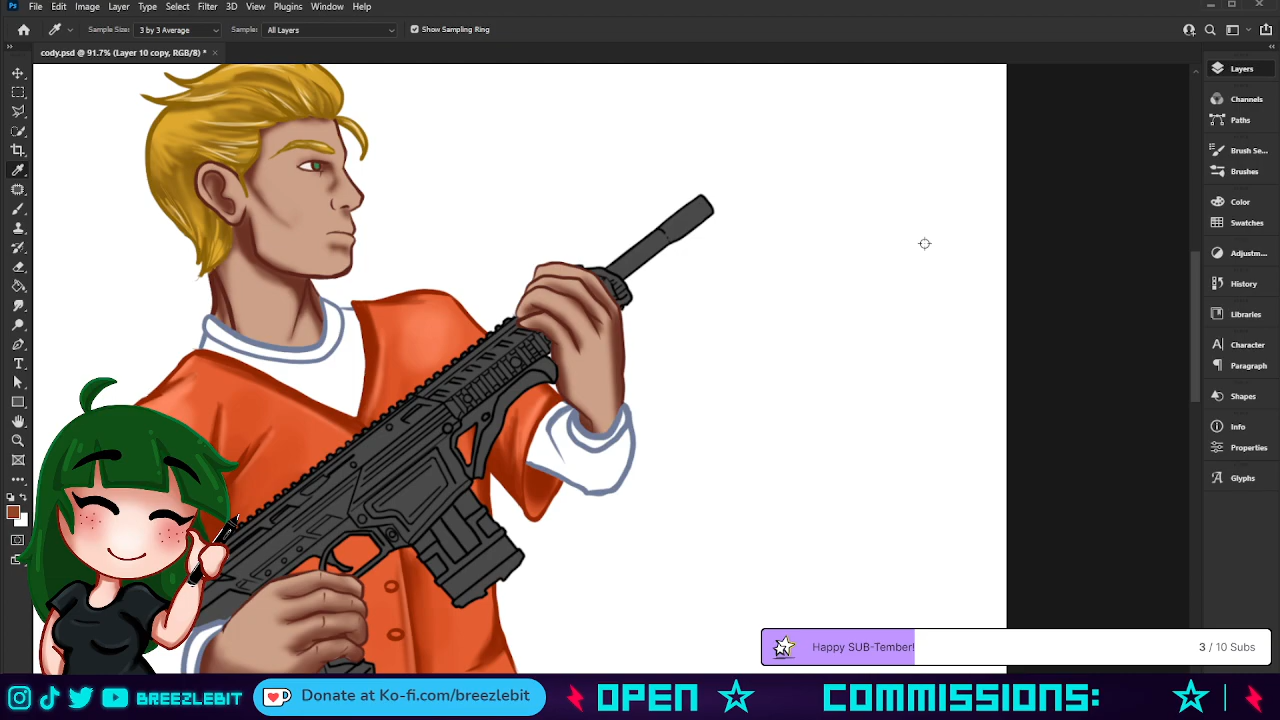 Ps File Edit Image Layer Type Select Filter 3D View Plugins Window Help
Sample Size: 3 by 3 Average Sample: All Layers Show Sampling Ring
cody.psd @ 91.7% (Layer 10 copy, RGB/8) * ×
Layers
Channels
Paths
Brush Se...
Brushes
Color
Swatches
Adjustm...
History
Libraries
Character
Paragraph
Shapes
Info
Properties
Glyphs
Happy SUB-Tember! 3 / 10 Subs
BREEZLEBIT Donate at Ko-fi.com/breezlebit OPEN COMMISSIONS: